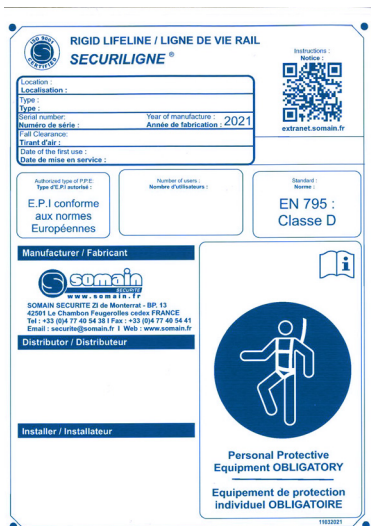 ISO 9001
CERTIFIED
RIGID LIFELINE / LIGNE DE VIE RAIL
SECURILIGNE ®
Instructions :
Notice :
extranet.somain.fr
Location :
Localisation :
Type :
Type :
Serial number:
Numéro de série :
Year of manufacture :
Année de fabrication : 2021
Fall Clearance:
Tirant d'air :
Date of the first use :
Date de mise en service :
Authorized type of P.P.E:
Type d'E.P.I autorisé :
E.P.I conforme
aux normes
Européennes
Number of users :
Nombre d'utilisateurs :
Standard :
Norme :
EN 795 :
Classe D
Manufacturer / Fabricant
somain
SECURITE
www.somain.fr
SOMAIN SECURITE ZI de Monterrat - BP. 13
42501 Le Chambon Feugerolles cedex FRANCE
Tel : +33 (0)4 77 40 54 38 I Fax : +33 (0)4 77 40 54 41
Email : securite@somain.fr I Web : www.somain.fr
Distributor / Distributeur
Installer / Installateur
i
Personal Protective
Equipment OBLIGATORY
Equipement de protection
individuel OBLIGATOIRE
11032021